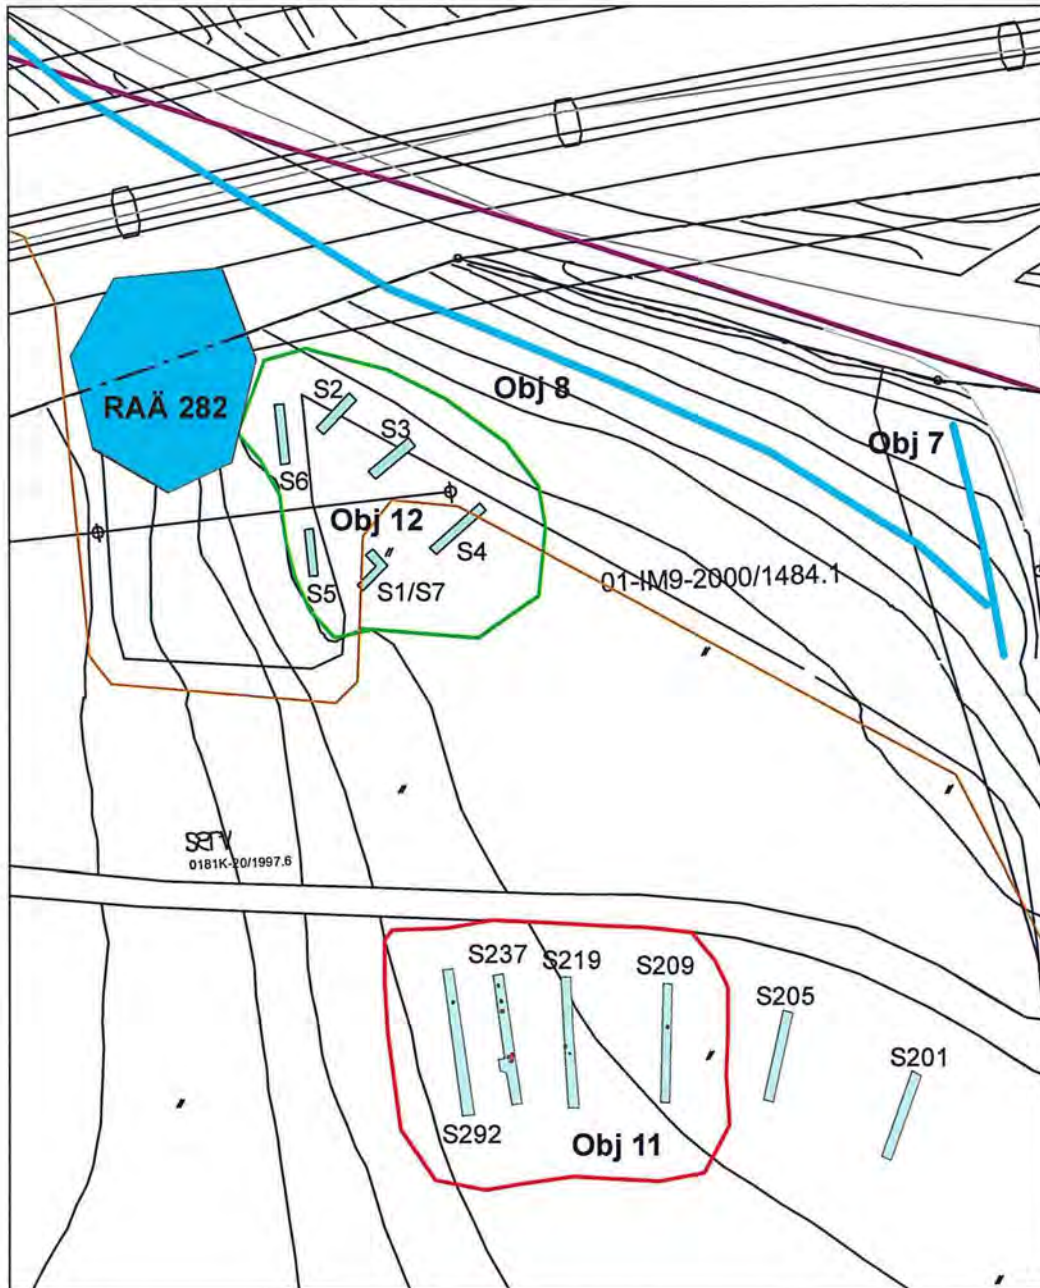 Obj 8
S2
RAÄ 282
S3
Obj 7
S6
Obj 12
S4
01-IM9-2000/1484.1
S5
S1/S7
serv
0181K-20/1997.6
S237
S219
S209
S205
S201
S292
Obj 11